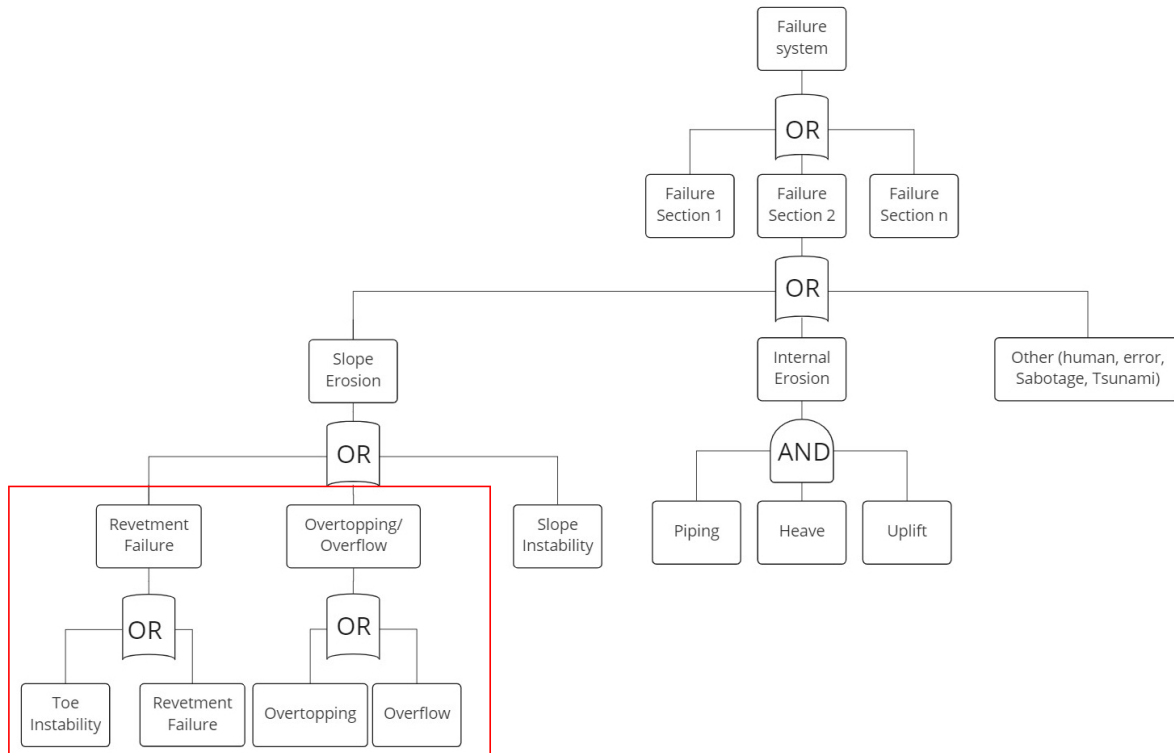 Failure
system
OR
Failure
Section 1
Failure
Section 2
Failure
Section n
OR
Slope
Erosion
Internal
Erosion
Other (human, error,
Sabotage, Tsunami)
OR
AND
Revetment
Failure
Overtopping/
Overflow
Slope
Instability
Piping
Heave
Uplift
OR
OR
Toe
Instability
Revetment
Failure
Overtopping
Overflow